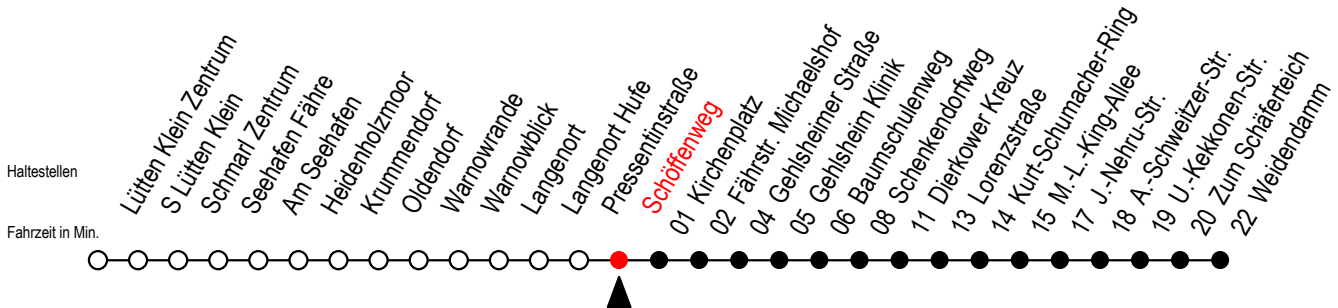 Haltestellen
Fahrzeit in Min.
Lütten Klein Zentrum
S Lütten Klein
Schmarl Zentrum
Seehafen Fähre
Am Seehafen
Heidenholzmoor
Krummendorf
Oldendorf
Warnowrande
Warnowblick
Langenort
Langenort Hufe
Pressentinstraße
Schöffenweg
01 Kirchenplatz
02 Fährstr. Michaelshof
04 Gehlsheimer Straße
05 Gehlsheim Klinik
06 Baumschulenweg
08 Schenkendorfweg
11 Dierkower Kreuz
13 Lorenzstraße
14 Kurt-Schumacher-Ring
15 M.-L.-King-Allee
17 J.-Nehru-Str.
18 A.-Schweitzer-Str.
19 U.-Kekkonen-Str.
20 Zum Schäferteich
22 Weidendamm